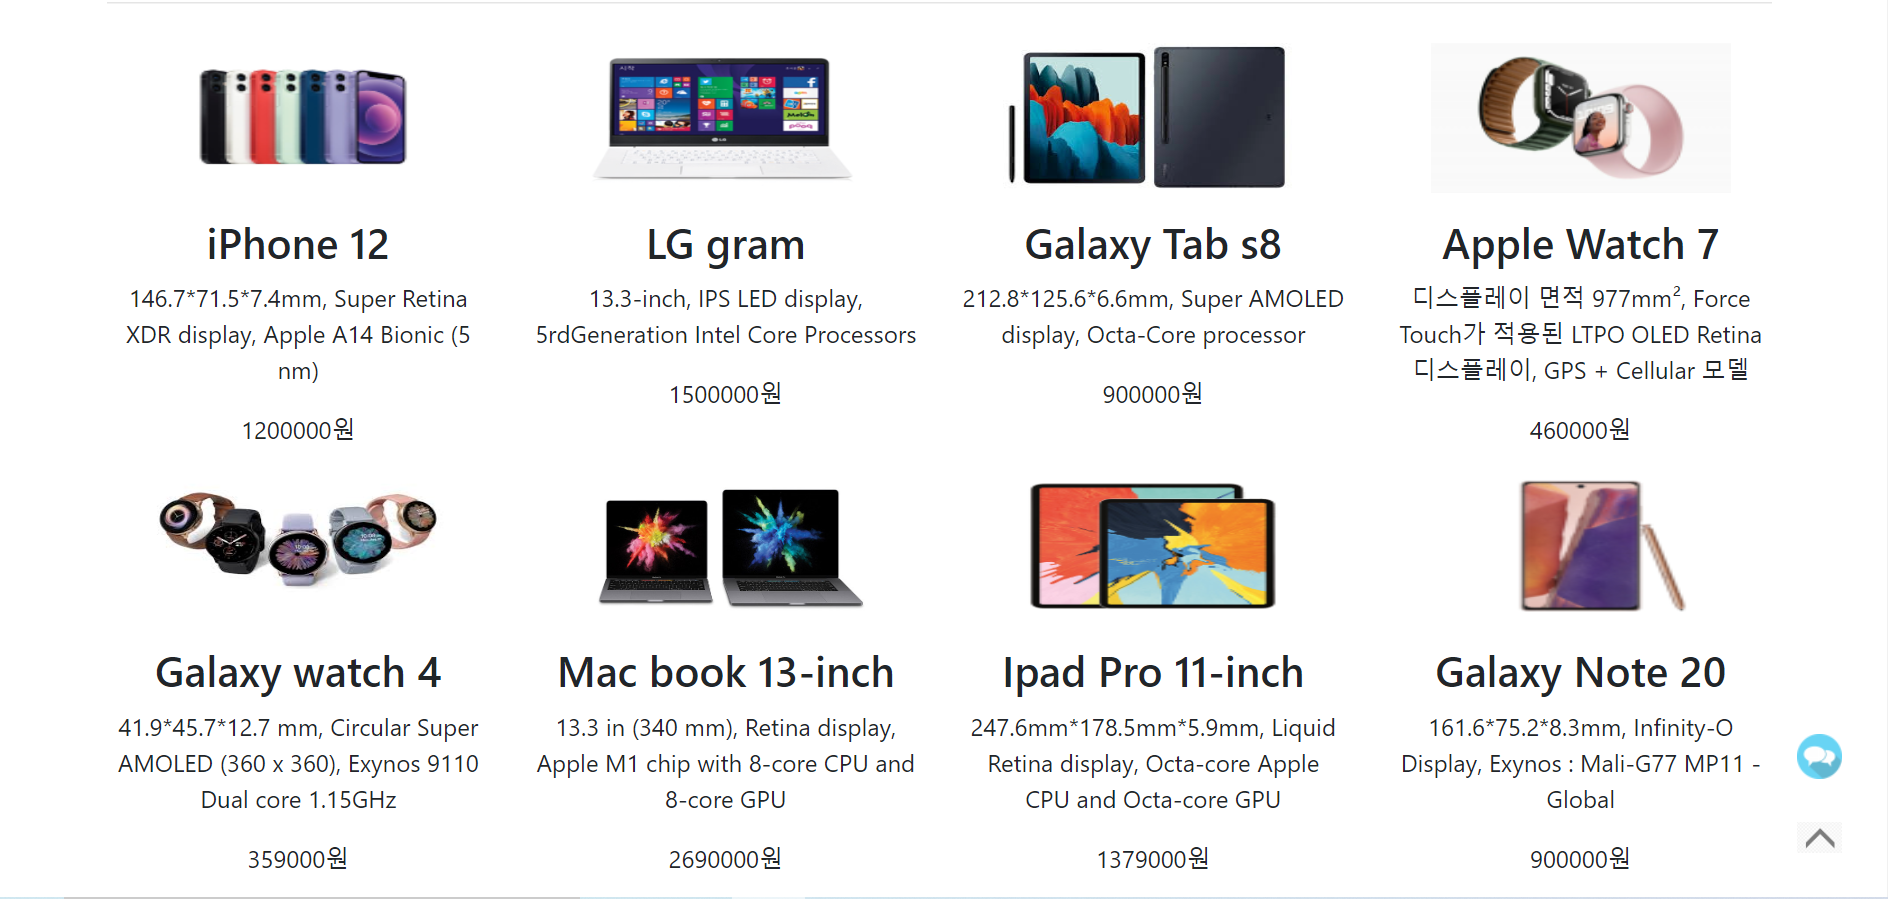 iPhone 12
146.7*71.5*7.4mm, Super Retina
XDR display, Apple A14 Bionic (5
nm)
1200000원
LG gram
13.3-inch, IPS LED display,
5rdGeneration Intel Core Processors
1500000원
Galaxy Tab s8
212.8*125.6*6.6mm, Super AMOLED
display, Octa-Core processor
900000원
Apple Watch 7
디스플레이 면적 977mm², Force
Touch가 적용된 LTPO OLED Retina
디스플레이, GPS + Cellular 모델
460000원
Galaxy watch 4
41.9*45.7*12.7 mm, Circular Super
AMOLED (360 x 360), Exynos 9110
Dual core 1.15GHz
359000원
Mac book 13-inch
13.3 in (340 mm), Retina display,
Apple M1 chip with 8-core CPU and
8-core GPU
2690000원
Ipad Pro 11-inch
247.6mm*178.5mm*5.9mm, Liquid
Retina display, Octa-core Apple
CPU and Octa-core GPU
1379000원
Galaxy Note 20
161.6*75.2*8.3mm, Infinity-O
Display, Exynos : Mali-G77 MP11 -
Global
900000원